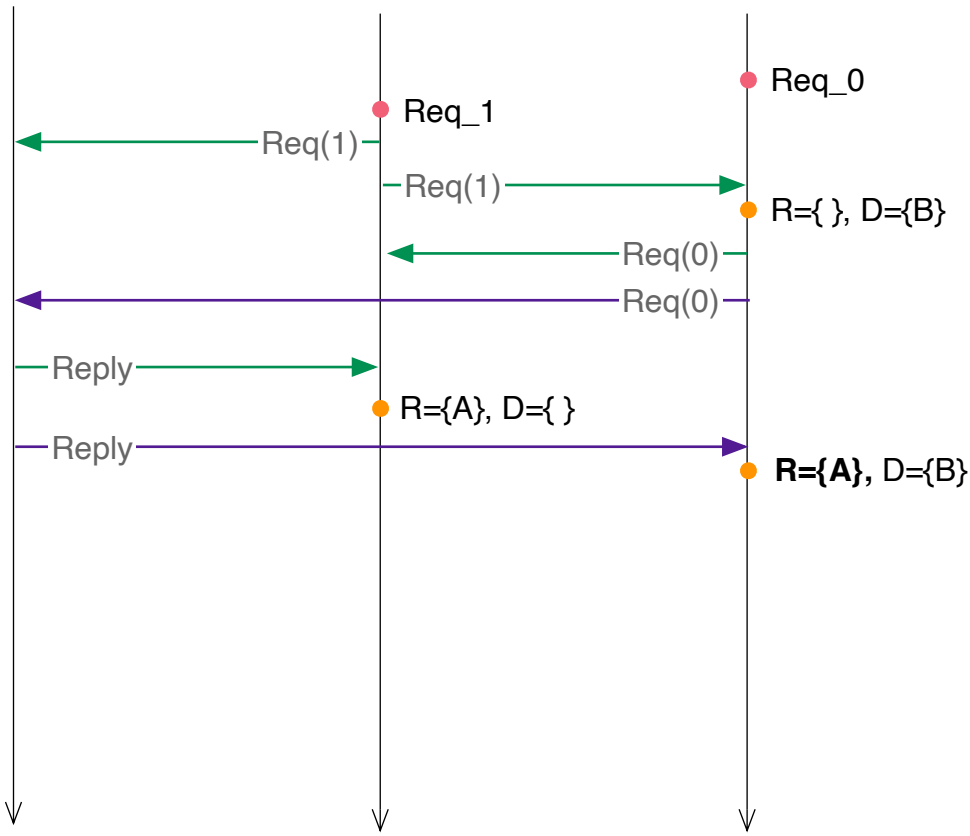 Req_0
Req_1
Req(1)
Req(1)
R={ }, D={B}
Req(0)
Req(0)
Reply
R={A}, D={ }
Reply
R={A}, D={B}